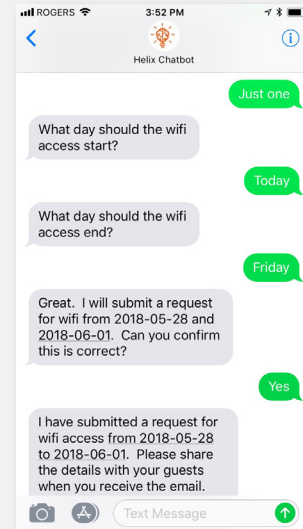 ROGERS 3:52 PM
Helix Chatbot
Just one
What day should the wifi
access start?
Today
What day should the wifi
access end?
Friday
Great.  I will submit a request
for wifi from 2018-05-28 and
2018-06-01.  Can you confirm
this is correct?
Yes
I have submitted a request for
wifi access from 2018-05-28
to 2018-06-01.  Please share
the details with your guests
when you receive the email.
Text Message